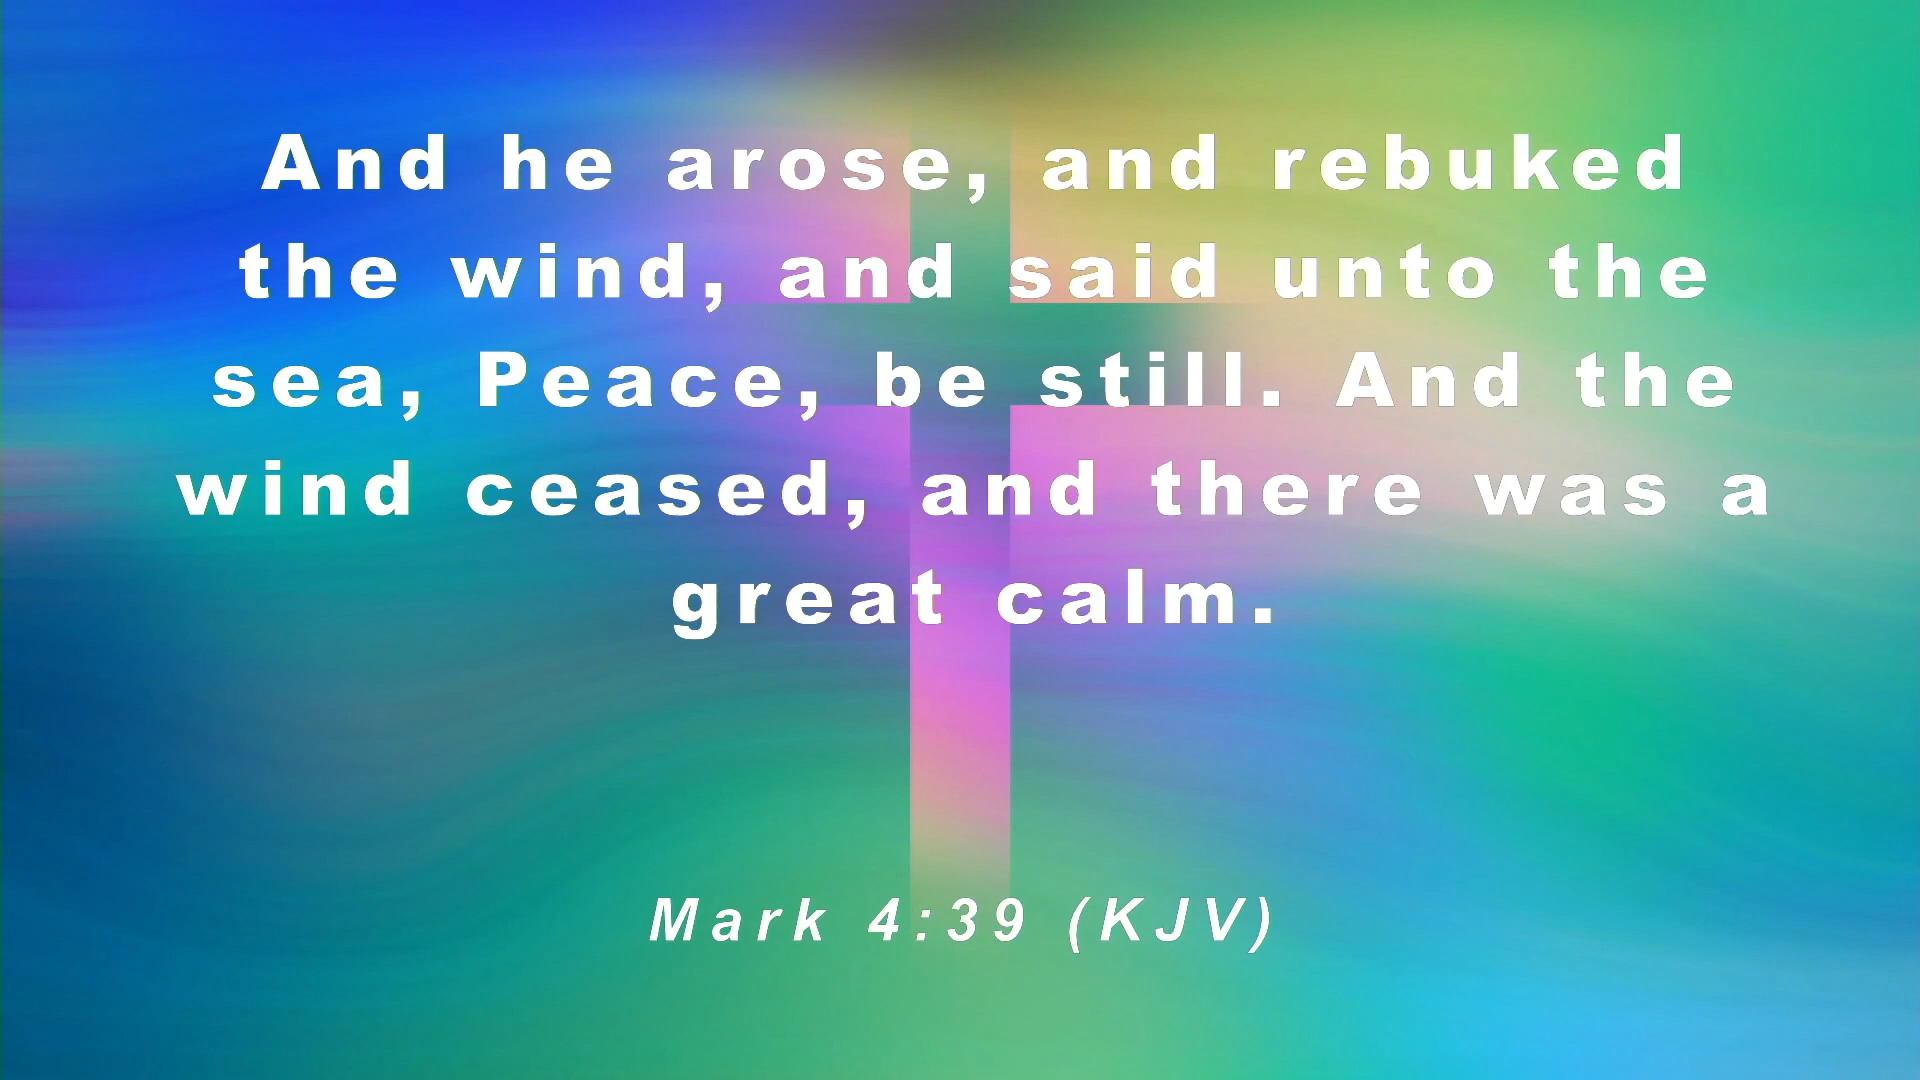 And he arose, and rebuked
the wind, and said unto the
sea, Peace, be still. And the
wind ceased, and there was a
great calm.
Mark 4:39 (KJV)